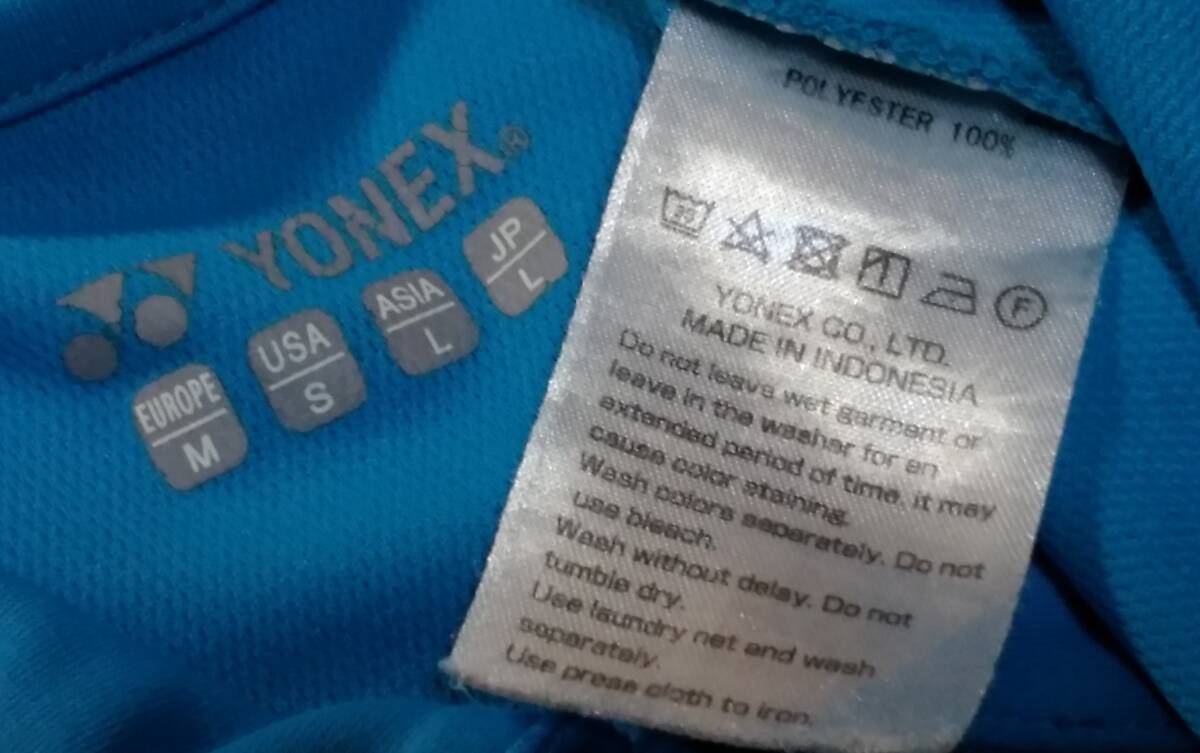 YONEX®
EUROPE
M
USA
S
ASIA
L
JP
L
POLYESTER 100%
F
YONEX CO., LTD.
MADE IN INDONESIA
Do not leave wet garment or
leave in the washer for an
extended period of time, it may
cause color staining.
Wash colors separately. Do not
use bleach.
Wash without delay. Do not
tumble dry.
Use laundry net and wash
separately.
Use press cloth to iron.